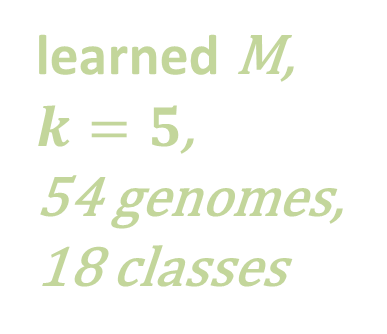 learned M,
k = 5,
54 genomes,
18 classes